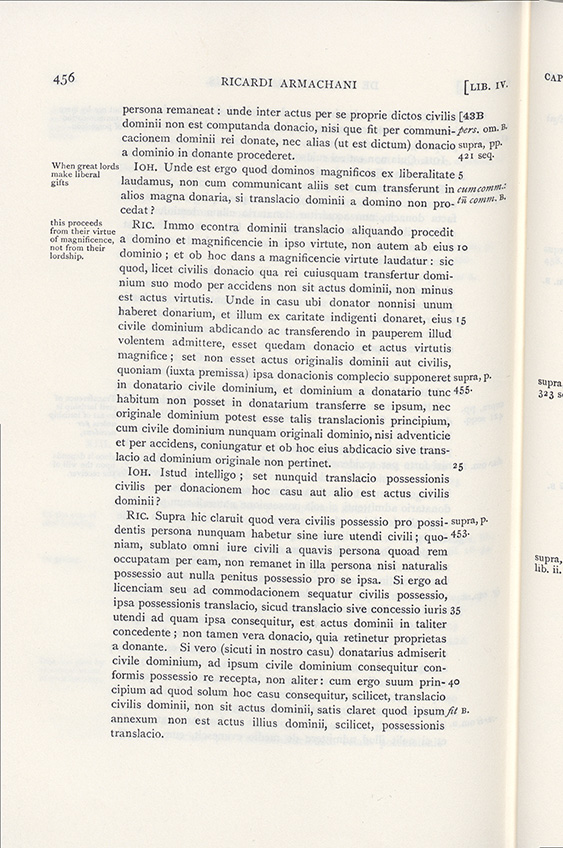 456 RICARDI ARMACHANI [LIB. IV.
persona remaneat : unde inter actus per se proprie dictos civilis [43B
dominii non est computanda donacio, nisi que fit per communi- pers. om. B.
cacionem dominii rei donate, nec alias (ut est dictum) donacio supra, pp.
a dominio in donante procederet. 421 seq.
When great lords make liberal gifts
IOH. Unde est ergo quod dominos magnificos ex liberalitate 5
laudamus, non cum communicant aliis set cum transferunt in cum comm.:
alios magna donaria, si translacio dominii a domino non pro- tñ comm. B.
cedat ?
this proceeds from their virtue of magnificence, not from their lordship.
RIC. Immo econtra dominii translacio aliquando procedit
a domino et magnificencie in ipso virtute, non autem ab eius 10
dominio ; et ob hoc dans a magnificencie virtute laudatur : sic
quod, licet civilis donacio qua rei cuiusquam transfertur domi-
nium suo modo per accidens non sit actus dominii, non minus
est actus virtutis. Unde in casu ubi donator nonnisi unum
haberet donarium, et illum ex caritate indigenti donaret, eius 15
civile dominium abdicando ac transferendo in pauperem illud
volentem admittere, esset quedam donacio et actus virtutis
magnifice ; set non esset actus originalis dominii aut civilis,
quoniam (iuxta premissa) ipsa donacionis complecio supponeret supra, p.
in donatario civile dominium, et dominium a donatario tunc 455.
habitum non posset in donatarium transferre se ipsum, nec
originale dominium potest esse talis translacionis principium,
cum civile dominium nunquam originali dominio, nisi adventicie
et per accidens, coniungatur et ob hoc eius abdicacio sive trans-
lacio ad dominium originale non pertinet. 25
IOH. Istud intelligo ; set nunquid translacio possessionis
civilis per donacionem hoc casu aut alio est actus civilis
dominii ?
RIC. Supra hic claruit quod vera civilis possessio pro possi- supra, p.
dentis persona nunquam habetur sine iure utendi civili ; quo- 453.
niam, sublato omni iure civili a quavis persona quoad rem
occupatam per eam, non remanet in illa persona nisi naturalis
possessio aut nulla penitus possessio pro se ipsa. Si ergo ad
licenciam seu ad commodacionem sequatur civilis possessio,
ipsa possessionis translacio, sicud translacio sive concessio iuris 35
utendi ad quam ipsa consequitur, est actus dominii in taliter
concedente ; non tamen vera donacio, quia retinetur proprietas
a donante. Si vero (sicuti in nostro casu) donatarius admiserit
civile dominium, ad ipsum civile dominium consequitur con-
formis possessio re recepta, non aliter : cum ergo suum prin- 40
cipium ad quod solum hoc casu consequitur, scilicet, translacio
civilis dominii, non sit actus dominii, satis claret quod ipsum fit B.
annexum non est actus illius dominii, scilicet, possessionis
translacio.
CAP
supra
323 s
supra,
lib. ii.